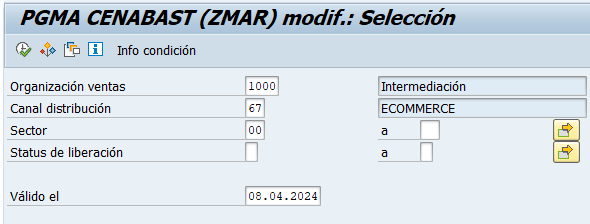 PGMA CENABAST (ZMAR) modif.: Selección
Info condición
Organización ventas 1000 Intermediación
Canal distribución 67 ECOMMERCE
Sector 00 a
Status de liberación a
Válido el 08.04.2024